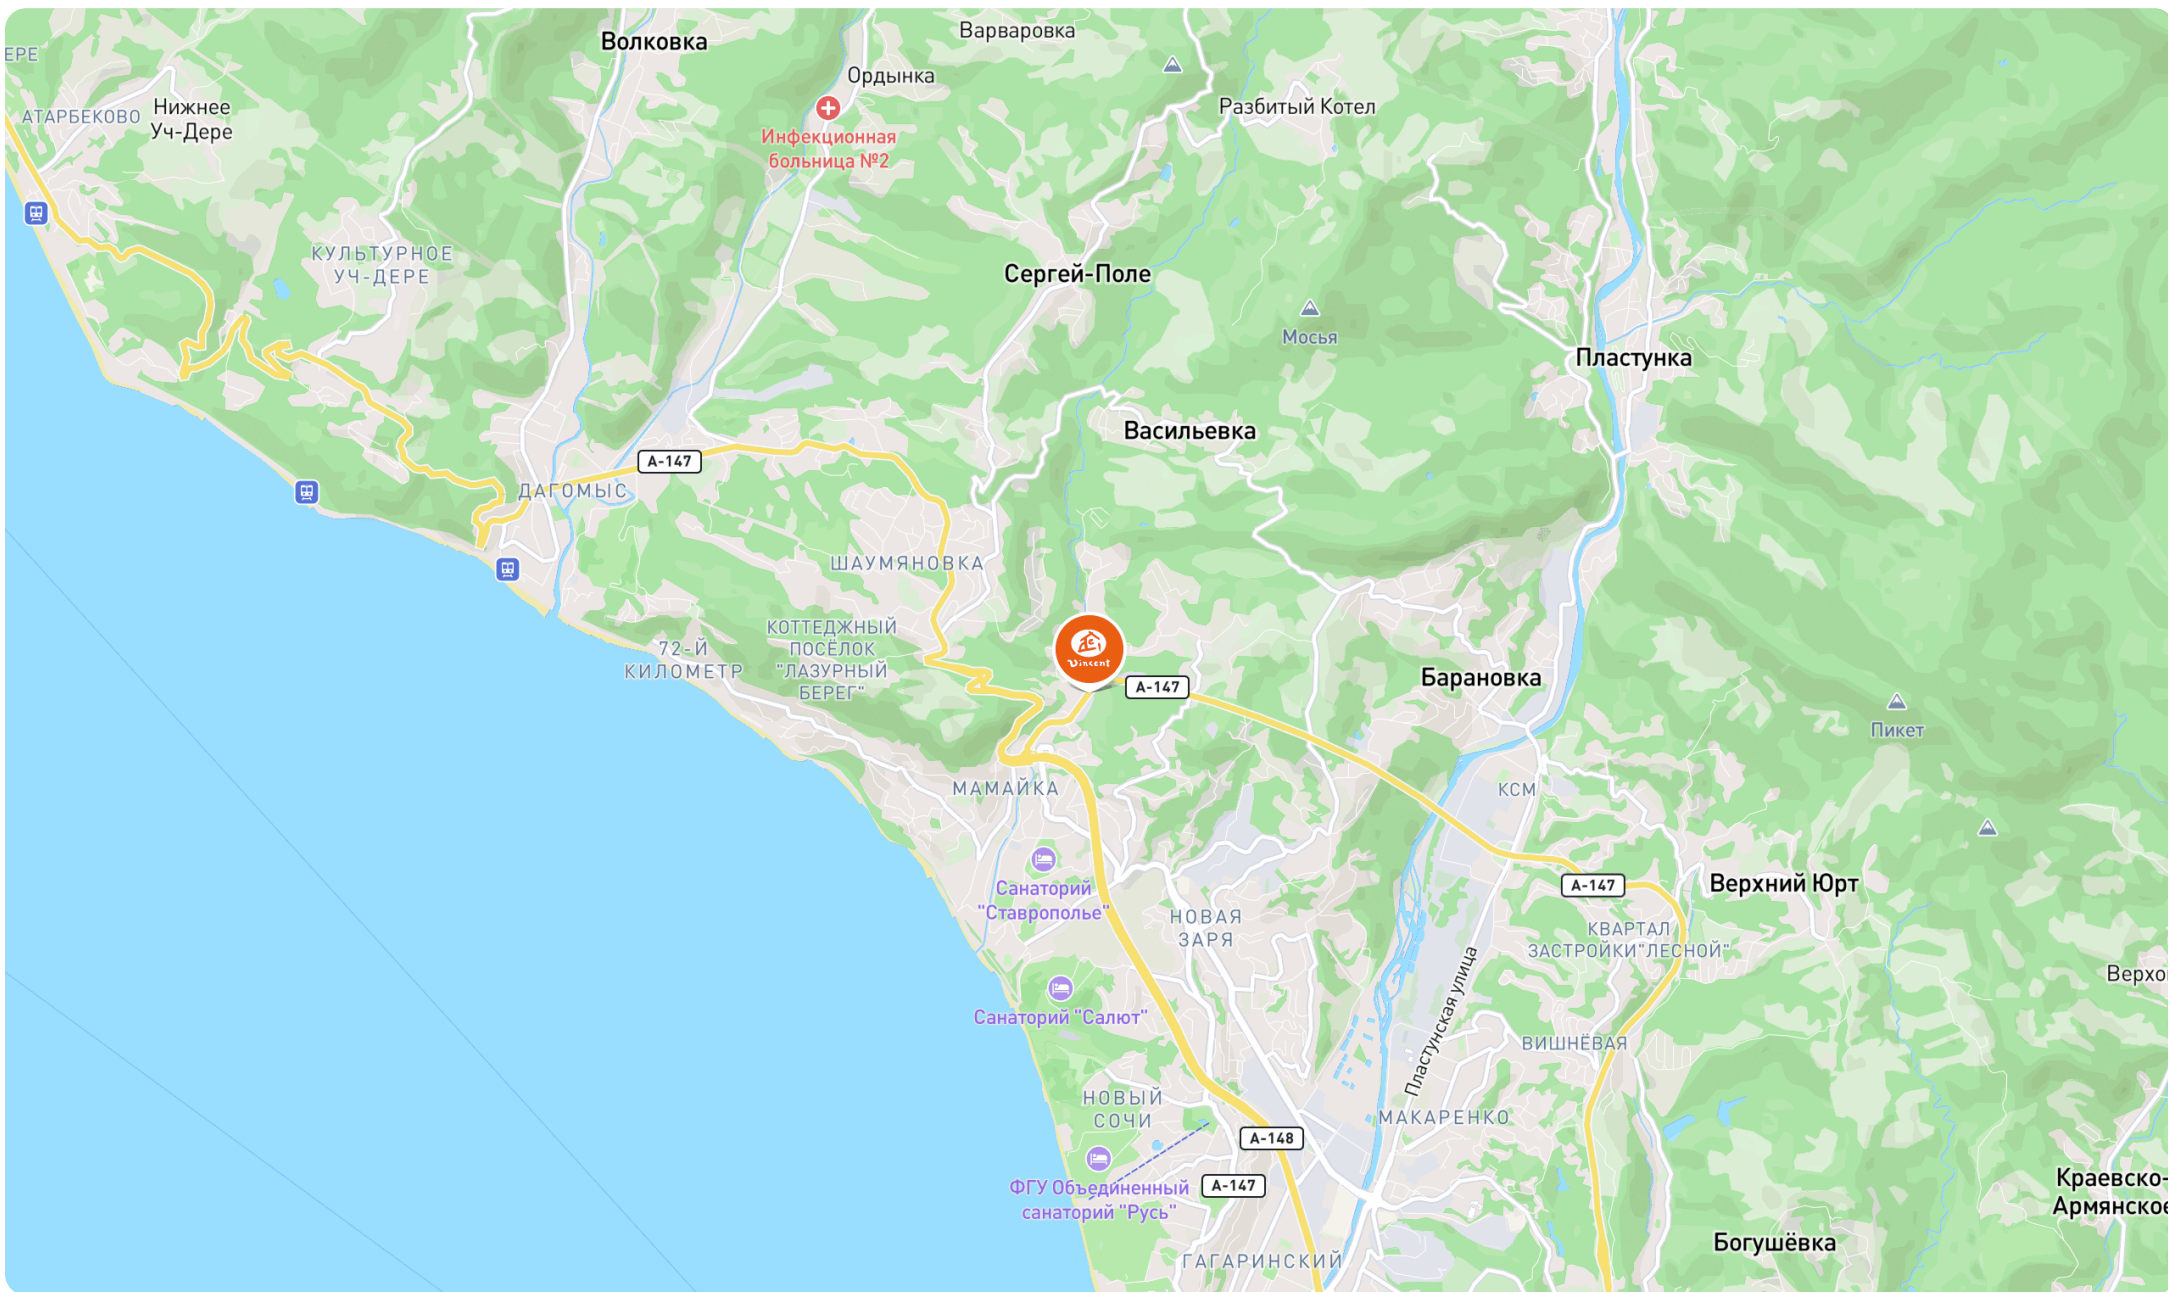 Волковка
Варваровка
ЕРЕ
Ордынка
АТАРБЕКОВО
Нижнее
Уч-Дере
Разбитый Котел
Инфекционная
больница №2
КУЛЬТУРНОЕ
УЧ-ДЕРЕ
Сергей-Поле
Мосья
Пластунка
Васильевка
А-147
ДАГОМЫС
ШАУМЯНОВКА
КОТТЕДЖНЫЙ
ПОСЁЛОК
"ЛАЗУРНЫЙ
БЕРЕГ"
72-Й
КИЛОМЕТР
Vincent
А-147
Барановка
Пикет
МАМАЙКА
КСМ
Санаторий
"Ставрополье"
А-147
Верхний Юрт
НОВАЯ
ЗАРЯ
КВАРТАЛ
ЗАСТРОЙКИ"ЛЕСНОЙ"
Верхо
Санаторий "Салют"
Пластунская улица
ВИШНЁВАЯ
НОВЫЙ
СОЧИ
МАКАРЕНКО
А-148
А-147
ФГУ Объединенный
санаторий "Русь"
Краевско-
Армянское
Богушёвка
ГАГАРИНСКИЙ